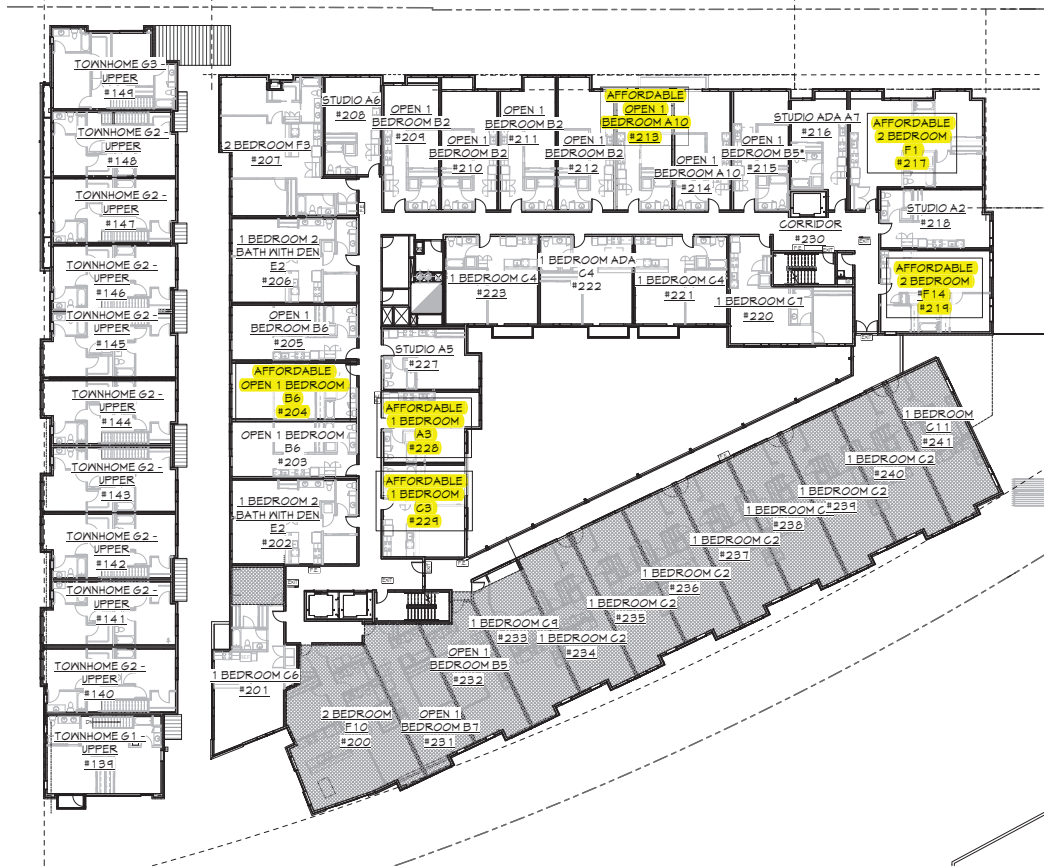 TOWNHOME G3 -
UPPER
#149
TOWNHOME G2 -
UPPER
#148
TOWNHOME G2 -
UPPER
#147
TOWNHOME G2 -
UPPER
#146
TOWNHOME G2 -
UPPER
#145
TOWNHOME G2 -
UPPER
#144
TOWNHOME G2 -
UPPER
#143
TOWNHOME G2 -
UPPER
#142
TOWNHOME G2 -
UPPER
#141
TOWNHOME G2 -
UPPER
#140
TOWNHOME G1 -
UPPER
#139
2 BEDROOM F3
#207
STUDIO A6
#208
OPEN 1
BEDROOM B2
#209
OPEN 1
BEDROOM B2
#210
OPEN 1
BEDROOM B2
#211
OPEN 1
BEDROOM B2
#212
AFFORDABLE
OPEN 1
BEDROOM A10
#213
OPEN 1
BEDROOM A10
#214
OPEN 1
BEDROOM B5*
#215
STUDIO ADA A7
#216
AFFORDABLE
2 BEDROOM
F1
#217
STUDIO A2
#218
CORRIDOR
#230
AFFORDABLE
2 BEDROOM
F14
#219
1 BEDROOM C7
#220
1 BEDROOM C4
#221
1 BEDROOM ADA
C4
#222
1 BEDROOM C4
#223
1 BEDROOM 2
BATH WITH DEN
E2
#206
OPEN 1
BEDROOM B6
#205
AFFORDABLE
OPEN 1 BEDROOM
B6
#204
OPEN 1 BEDROOM
B6
#203
1 BEDROOM 2
BATH WITH DEN
E2
#202
STUDIO A5
#227
AFFORDABLE
1 BEDROOM
A3
#228
AFFORDABLE
1 BEDROOM
C3
#229
1 BEDROOM C6
#201
2 BEDROOM
F10
#200
OPEN 1
BEDROOM B7
#231
OPEN 1
BEDROOM B5
#232
1 BEDROOM C9
#233
1 BEDROOM C2
#234
1 BEDROOM C2
#235
1 BEDROOM C2
#236
1 BEDROOM C2
#237
1 BEDROOM C
#238
1 BEDROOM C2
#239
1 BEDROOM C2
#240
1 BEDROOM
C11
#241